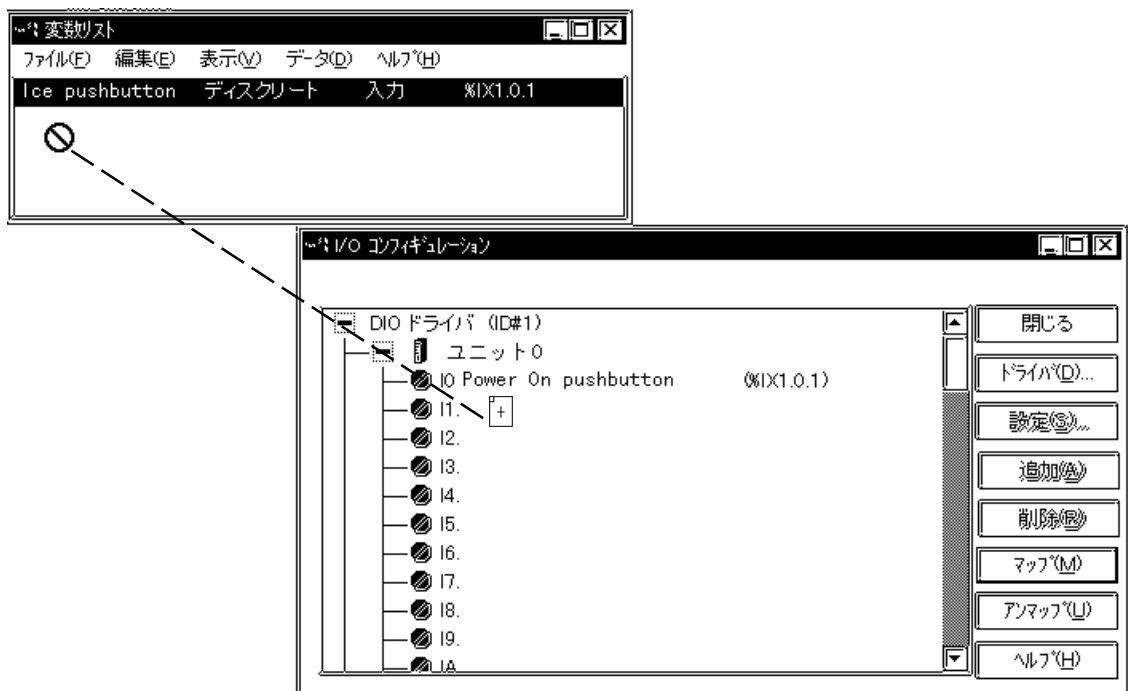 変数リスト
ファイル(F) 編集(E) 表示(V) データ(D) ヘルプ(H)
Ice pushbutton ディスクリート 入力 %IX1.0.1
I/O コンフィギュレーション
DIO ドライバ (ID#1)
ユニット0
I0 Power On pushbutton (%IX1.0.1)
I1.
I2.
I3.
I4.
I5.
I6.
I7.
I8.
I9.
IA
閉じる
ドライバ(D)...
設定(S)...
追加(A)
削除(R)
マップ(M)
アンマップ(U)
ヘルプ(H)